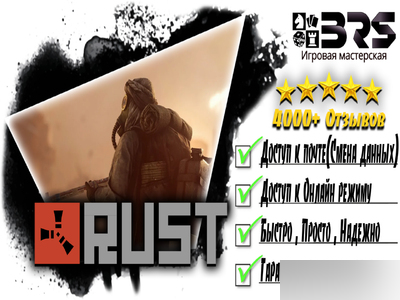 BRS
Игровая мастерская
4000+ Отзывов
Доступ к почте(Смена данных)
Доступ к Онлайн режиму
Быстро , Просто , Надежно
RUST